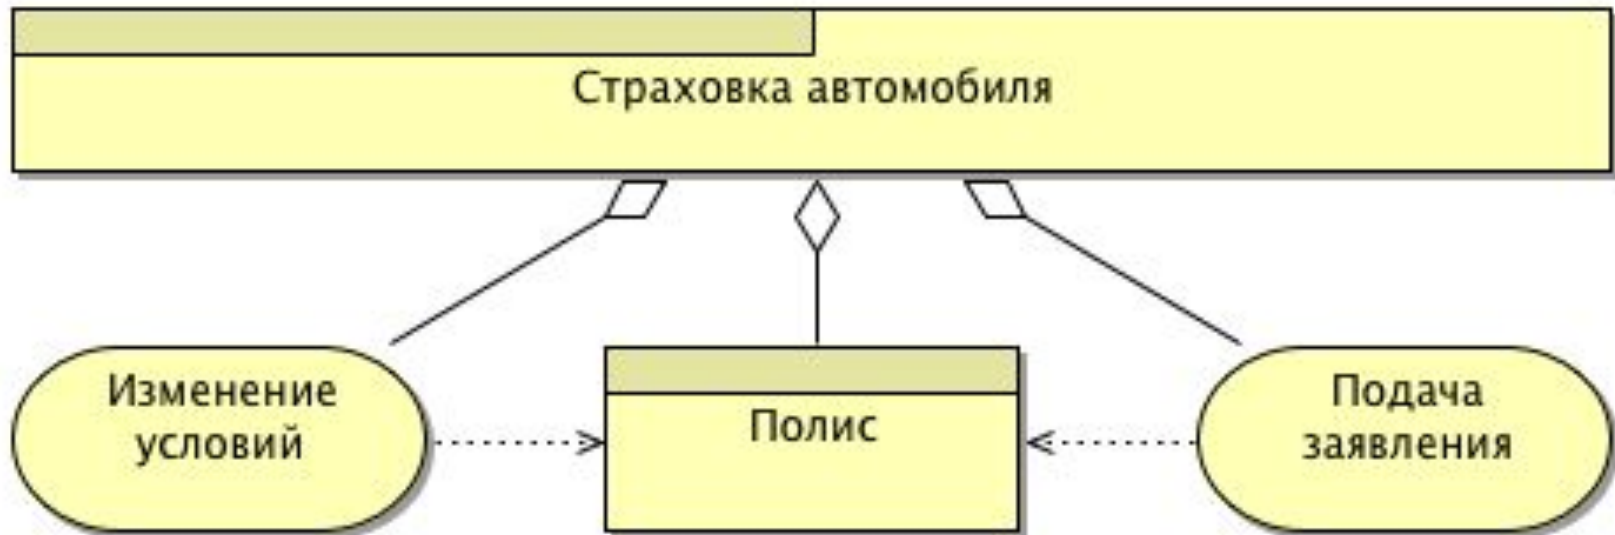 Страховка автомобиля
Изменение
условий
Полис
Подача
заявления